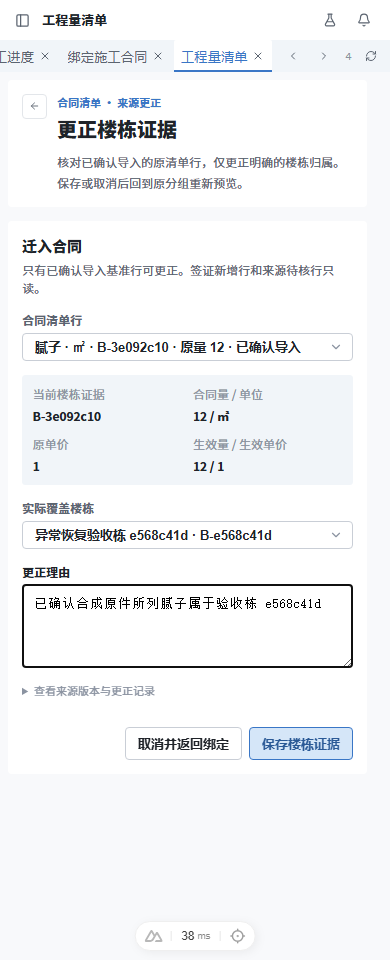 工程量清单
工进度
绑定施工合同
工程量清单
4
合同清单 • 来源更正
更正楼栋证据
核对已确认导入的原清单行，仅更正明确的楼栋归属。
保存或取消后回到原分组重新预览。
迁入合同
只有已确认导入基准行可更正。签证新增行和来源待核行只
读。
合同清单行
腻子 · ㎡ · B-3e092c10 · 原量 12 · 已确认导入
当前楼栋证据
B-3e092c10
合同量 / 单位
12 / ㎡
原单价
1
生效量 / 生效单价
12 / 1
实际覆盖楼栋
异常恢复验收栋 e568c41d · B-e568c41d
更正理由
已确认合成原件所列腻子属于验收栋 e568c41d
查看来源版本与更正记录
取消并返回绑定
保存楼栋证据
38 ms